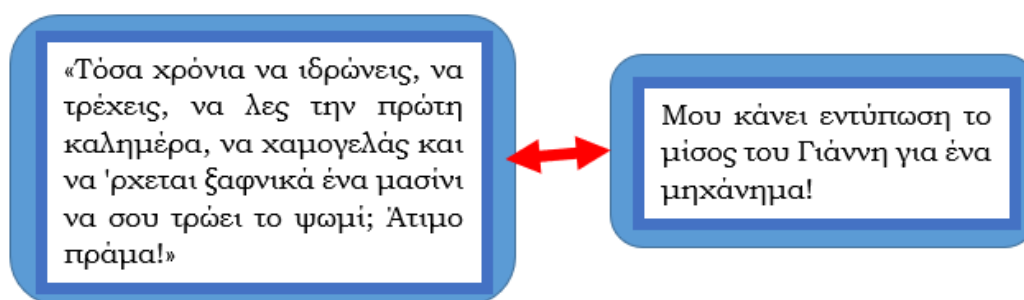 «Τόσα χρόνια να ιδρώνεις, να
τρέχεις, να λες την πρώτη
καλημέρα, να χαμογελάς και
να 'ρχεται ξαφνικά ένα μασίνι
να σου τρώει το ψωμί; Άτιμο
πράμα!»
Μου κάνει εντύπωση το
μίσος του Γιάννη για ένα
μηχάνημα!